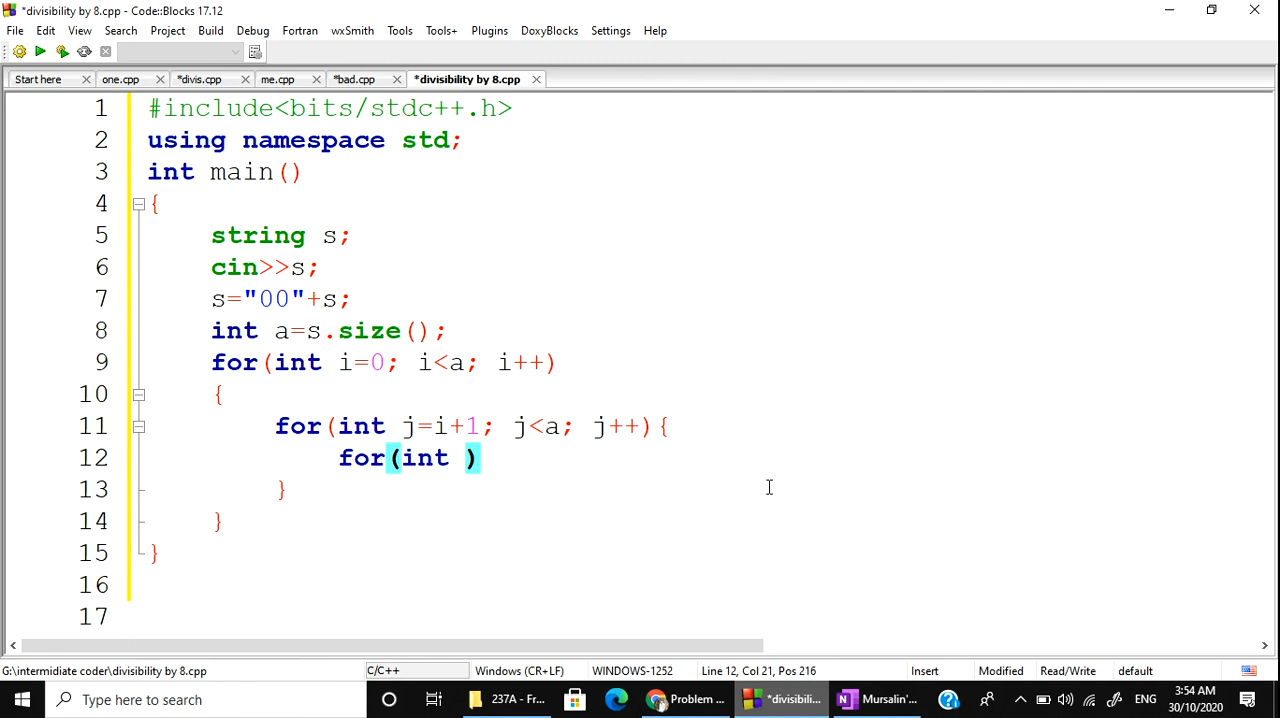 *divisibility by 8.cpp - Code::Blocks 17.12
File Edit View Search Project Build Debug Fortran wxSmith Tools Tools+ Plugins DoxyBlocks Settings Help
Start here one.cpp *divis.cpp me.cpp *bad.cpp *divisibility by 8.cpp
1 #include<bits/stdc++.h>
2 using namespace std;
3 int main()
4 {
5 string s;
6 cin>>s;
7 s="00"+s;
8 int a=s.size();
9 for(int i=0; i<a; i++)
10 {
11 for(int j=i+1; j<a; j++){
12 for(int )
13 }
14 }
15 }
16
17
G:\intermidiate coder\divisibility by 8.cpp C/C++ Windows (CR+LF) WINDOWS-1252 Line 12, Col 21, Pos 216 Insert Modified Read/Write default
Type here to search 237A - Fr... Problem ... *divisibili... Mursalin'... ENG 3:54 AM
30/10/2020